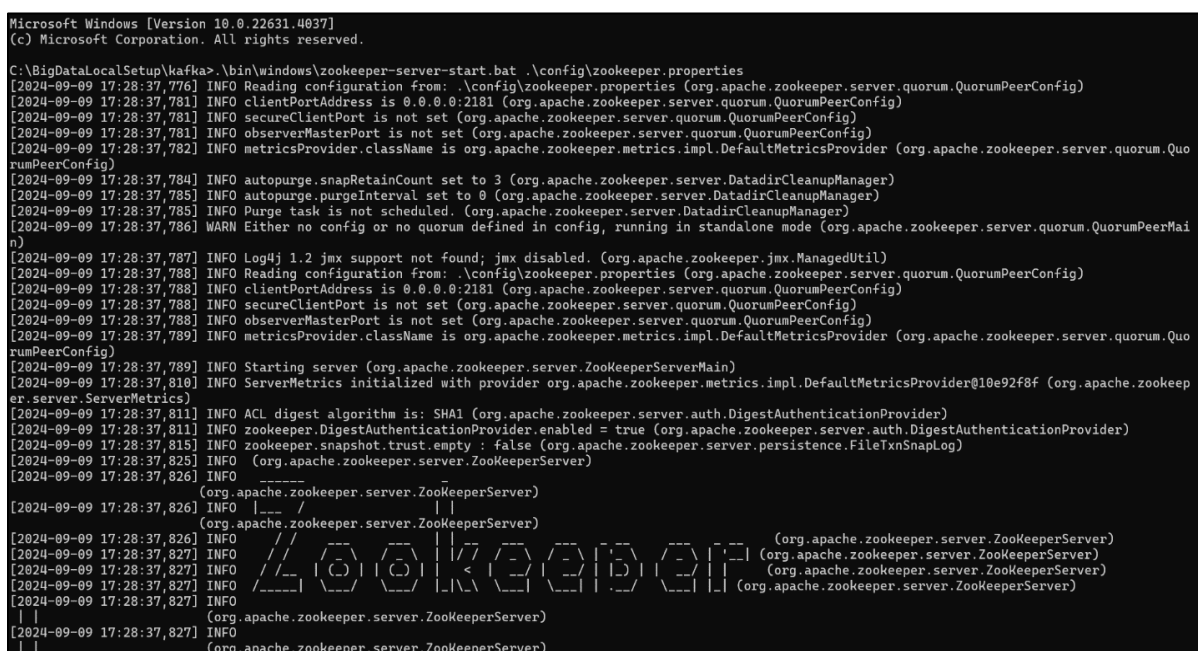 Microsoft Windows [Version 10.0.22631.4037]
(c) Microsoft Corporation. All rights reserved.

C:\BigDataLocalSetup\kafka>.\bin\windows\zookeeper-server-start.bat .\config\zookeeper.properties
[2024-09-09 17:28:37,776] INFO Reading configuration from: .\config\zookeeper.properties (org.apache.zookeeper.server.quorum.QuorumPeerConfig)
[2024-09-09 17:28:37,781] INFO clientPortAddress is 0.0.0.0:2181 (org.apache.zookeeper.server.quorum.QuorumPeerConfig)
[2024-09-09 17:28:37,781] INFO secureClientPort is not set (org.apache.zookeeper.server.quorum.QuorumPeerConfig)
[2024-09-09 17:28:37,781] INFO observerMasterPort is not set (org.apache.zookeeper.server.quorum.QuorumPeerConfig)
[2024-09-09 17:28:37,782] INFO metricsProvider.className is org.apache.zookeeper.metrics.impl.DefaultMetricsProvider (org.apache.zookeeper.server.quorum.Quo
rumPeerConfig)
[2024-09-09 17:28:37,784] INFO autopurge.snapRetainCount set to 3 (org.apache.zookeeper.server.DatadirCleanupManager)
[2024-09-09 17:28:37,785] INFO autopurge.purgeInterval set to 0 (org.apache.zookeeper.server.DatadirCleanupManager)
[2024-09-09 17:28:37,785] INFO Purge task is not scheduled. (org.apache.zookeeper.server.DatadirCleanupManager)
[2024-09-09 17:28:37,786] WARN Either no config or no quorum defined in config, running in standalone mode (org.apache.zookeeper.server.quorum.QuorumPeerMai
n)
[2024-09-09 17:28:37,787] INFO Log4j 1.2 jmx support not found; jmx disabled. (org.apache.zookeeper.jmx.ManagedUtil)
[2024-09-09 17:28:37,788] INFO Reading configuration from: .\config\zookeeper.properties (org.apache.zookeeper.server.quorum.QuorumPeerConfig)
[2024-09-09 17:28:37,788] INFO clientPortAddress is 0.0.0.0:2181 (org.apache.zookeeper.server.quorum.QuorumPeerConfig)
[2024-09-09 17:28:37,788] INFO secureClientPort is not set (org.apache.zookeeper.server.quorum.QuorumPeerConfig)
[2024-09-09 17:28:37,788] INFO observerMasterPort is not set (org.apache.zookeeper.server.quorum.QuorumPeerConfig)
[2024-09-09 17:28:37,789] INFO metricsProvider.className is org.apache.zookeeper.metrics.impl.DefaultMetricsProvider (org.apache.zookeeper.server.quorum.Quo
rumPeerConfig)
[2024-09-09 17:28:37,789] INFO Starting server (org.apache.zookeeper.server.ZooKeeperServerMain)
[2024-09-09 17:28:37,810] INFO ServerMetrics initialized with provider org.apache.zookeeper.metrics.impl.DefaultMetricsProvider@10e92f8f (org.apache.zookeep
er.server.ServerMetrics)
[2024-09-09 17:28:37,811] INFO ACL digest algorithm is: SHA1 (org.apache.zookeeper.server.auth.DigestAuthenticationProvider)
[2024-09-09 17:28:37,811] INFO zookeeper.DigestAuthenticationProvider.enabled = true (org.apache.zookeeper.server.auth.DigestAuthenticationProvider)
[2024-09-09 17:28:37,815] INFO zookeeper.snapshot.trust.empty : false (org.apache.zookeeper.server.persistence.FileTxnSnapLog)
[2024-09-09 17:28:37,825] INFO  (org.apache.zookeeper.server.ZooKeeperServer)
[2024-09-09 17:28:37,826] INFO   ______                  _
(org.apache.zookeeper.server.ZooKeeperServer)
[2024-09-09 17:28:37,826] INFO  |___  /                 | |
(org.apache.zookeeper.server.ZooKeeperServer)
[2024-09-09 17:28:37,826] INFO     / /    ___    ___   | | __   ___    ___   _ __     ___   _ __   (org.apache.zookeeper.server.ZooKeeperServer)
[2024-09-09 17:28:37,827] INFO    / /    / _ \  / _ \  | |/ /  / _ \  / _ \ | '_ \   / _ \ | '__| (org.apache.zookeeper.server.ZooKeeperServer)
[2024-09-09 17:28:37,827] INFO   / /__  | (_) | | (_) | |   <  |  __/ |  __/ | |_) | |  __/ | |    (org.apache.zookeeper.server.ZooKeeperServer)
[2024-09-09 17:28:37,827] INFO  /_____|  \___/   \___/  |_|\_\  \___|  \___| | .__/   \___| |_| (org.apache.zookeeper.server.ZooKeeperServer)
[2024-09-09 17:28:37,827] INFO
| |                     (org.apache.zookeeper.server.ZooKeeperServer)
[2024-09-09 17:28:37,827] INFO
| |                     (org.apache.zookeeper.server.ZooKeeperServer)